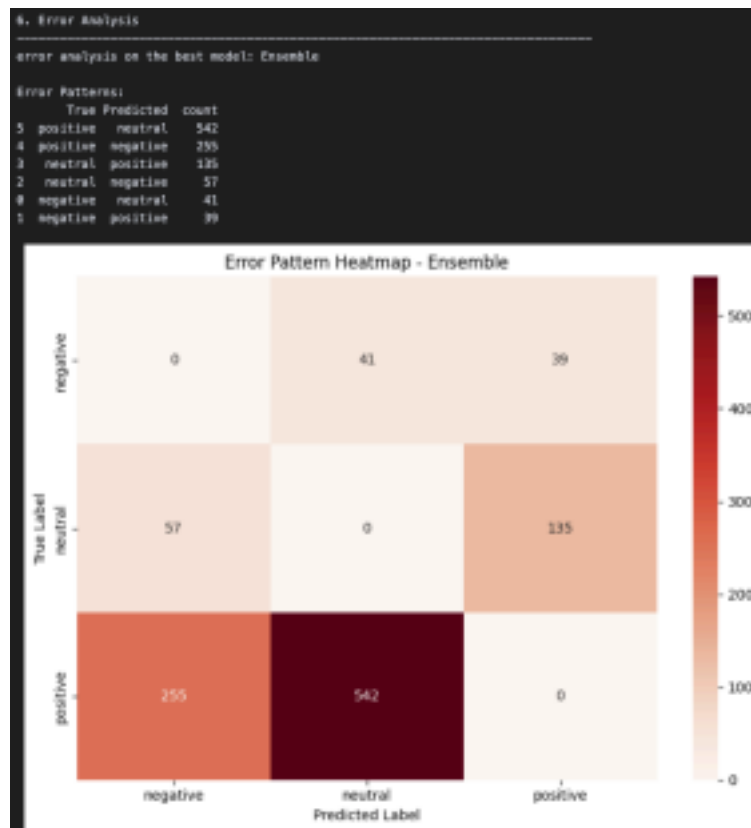 6. Error Analysis
error analysis on the best model: Ensemble
Error Patterns:
True Predicted count
5 positive neutral 542
4 positive negative 255
3 neutral positive 135
2 neutral negative 57
0 negative neutral 41
1 negative positive 39
Error Pattern Heatmap - Ensemble
negative
0 41 39
True Label
neutral
57 0 135
positive
255 542 0
negative neutral positive
Predicted Label
500
400
300
200
100
0